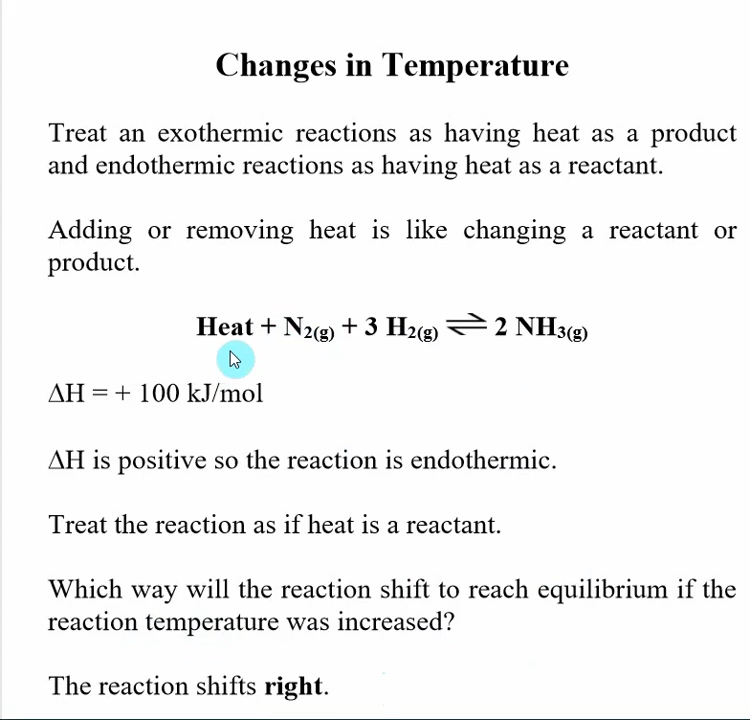 Changes in Temperature
Treat an exothermic reactions as having heat as a product
and endothermic reactions as having heat as a reactant.
Adding or removing heat is like changing a reactant or
product.
Heat + N₂(g) + 3 H₂(g) ⇌ 2 NH₃(g)
ΔH = + 100 kJ/mol
ΔH is positive so the reaction is endothermic.
Treat the reaction as if heat is a reactant.
Which way will the reaction shift to reach equilibrium if the
reaction temperature was increased?
The reaction shifts right.